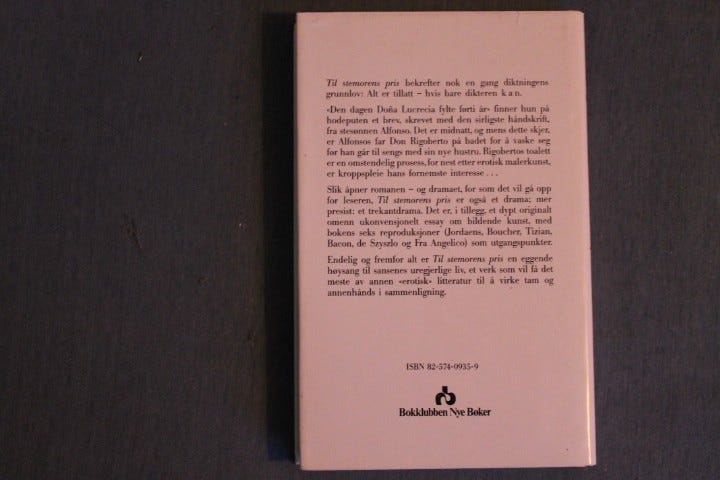 Til stemorens pris bekrefter nok en gang diktningens
grunnlov: Alt er tillatt – hvis bare dikteren k a n.
«Den dagen Doña Lucrecia fylte førti år» finner hun på
hodeputen et brev, skrevet med den sirligste håndskrift,
fra stesønnen Alfonso. Det er midnatt, og mens dette skjer,
er Alfonsos far Don Rigoberto på badet for å vaske seg
før han går til sengs med sin nye hustru. Rigobertos toalett
er en omstendelig prosess, for nest etter erotisk malerkunst,
er kroppspleie hans fornemste interesse . . .
Slik åpner romanen – og dramaet, for som det vil gå opp
for leseren, Til stemorens pris er også et drama; mer
presist: et trekantdrama. Det er, i tillegg, et dypt originalt
omenn ukonvensjonelt essay om bildende kunst, med
bokens seks reproduksjoner (Jordaens, Boucher, Tizian,
Bacon, de Szyszlo og Fra Angelico) som utgangspunkter.
Endelig og fremfor alt er Til stemorens pris en eggende
høysang til sansenes uregjerlige liv, et verk som vil få det
meste av annen «erotisk» litteratur til å virke tam og
annenhånds i sammenligning.
ISBN 82-574-0935-9
Bokklubben Nye Bøker